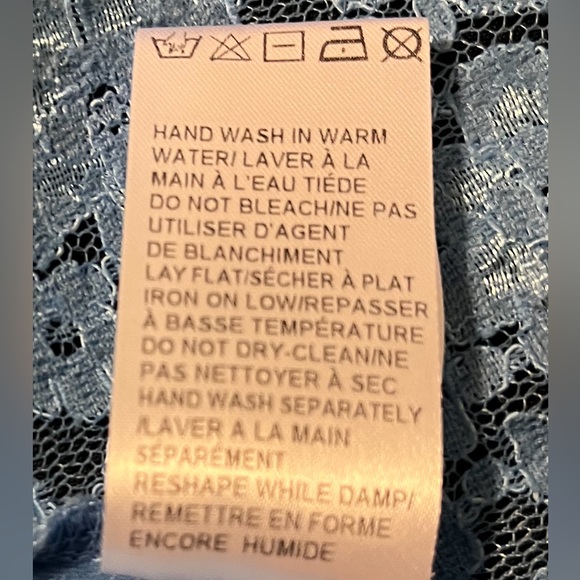 HAND WASH IN WARM
WATER/ LAVER À LA
MAIN À L'EAU TIÉDE
DO NOT BLEACH/NE PAS
UTILISER D'AGENT
DE BLANCHIMENT
LAY FLAT/SÉCHER À PLAT
IRON ON LOW/REPASSER
À BASSE TEMPÉRATURE
DO NOT DRY-CLEAN/NE
PAS NETTOYER À SEC
HAND WASH SEPARATELY
/LAVER A LA MAIN
SÉPARÉMENT
RESHAPE WHILE DAMP/
REMETTRE EN FORME
ENCORE HUMIDE